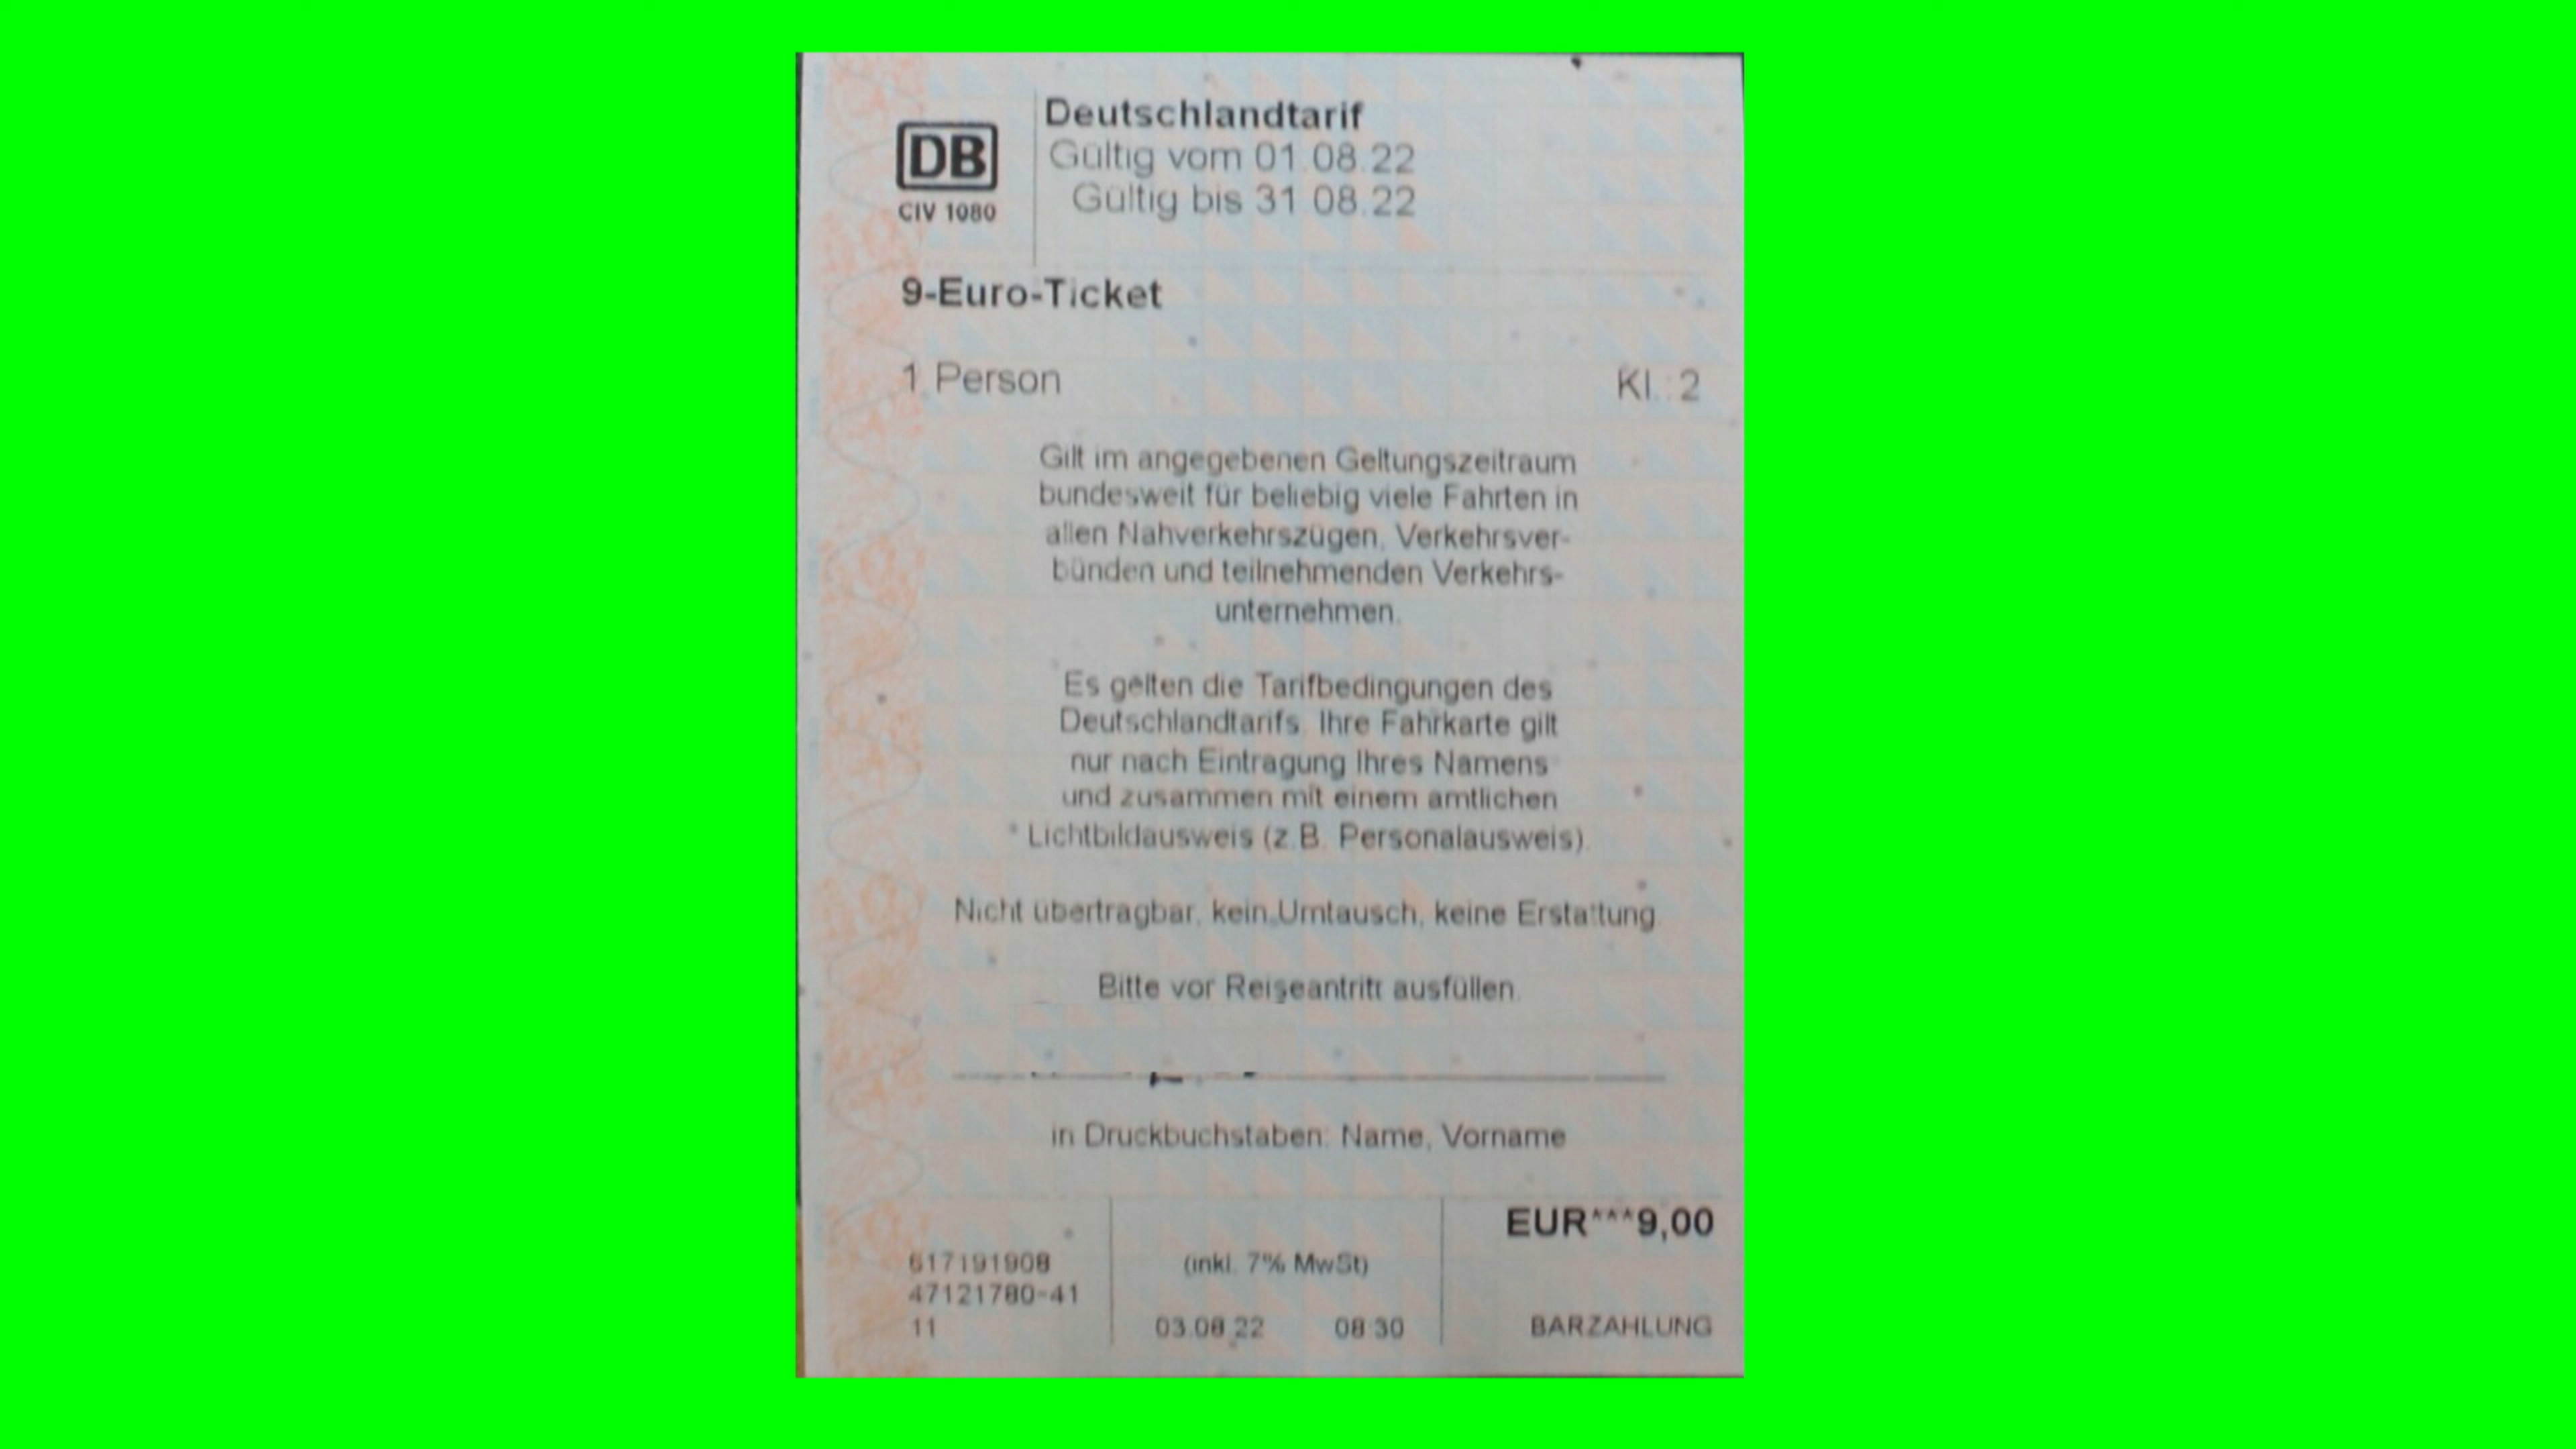 Deutschlandtarif
DB
Gültig vom 01.08.22
Gültig bis 31.08.22
CIV 1080
9-Euro-Ticket
1 Person Kl.: 2
Gilt im angegebenen Geltungszeitraum
bundesweit für beliebig viele Fahrten in
allen Nahverkehrszügen, Verkehrsver-
bünden und teilnehmenden Verkehrs-
unternehmen.
Es gelten die Tarifbedingungen des
Deutschlandtarifs. Ihre Fahrkarte gilt
nur nach Eintragung Ihres Namens
und zusammen mit einem amtlichen
Lichtbildausweis (z.B. Personalausweis).
Nicht übertragbar, kein Umtausch, keine Erstattung.
Bitte vor Reiseantritt ausfüllen.
in Druckbuchstaben: Name, Vorname
EUR***9,00
617191908 (inkl. 7% MwSt)
47121780-41
11 03.08.22 08:30 BARZAHLUNG